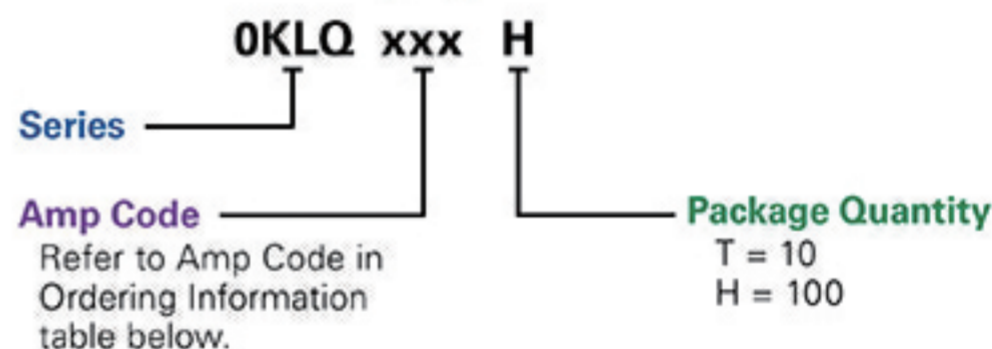 0KLQ xxx H
Series
Amp Code
Refer to Amp Code in
Ordering Information
table below.
Package Quantity
T = 10
H = 100